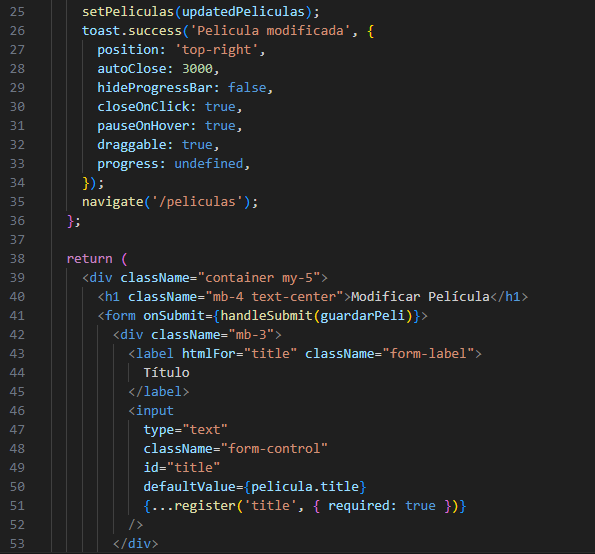 25 setPeliculas(updatedPeliculas);
26 toast.success('Pelicula modificada', {
27 position: 'top-right',
28 autoClose: 3000,
29 hideProgressBar: false,
30 closeOnClick: true,
31 pauseOnHover: true,
32 draggable: true,
33 progress: undefined,
34 });
35 navigate('/peliculas');
36 };
37
38 return (
39 <div className="container my-5">
40 <h1 className="mb-4 text-center">Modificar Película</h1>
41 <form onSubmit={handleSubmit(guardarPeli)}>
42 <div className="mb-3">
43 <label htmlFor="title" className="form-label">
44 Título
45 </label>
46 <input
47 type="text"
48 className="form-control"
49 id="title"
50 defaultValue={pelicula.title}
51 {...register('title', { required: true })}
52 />
53 </div>